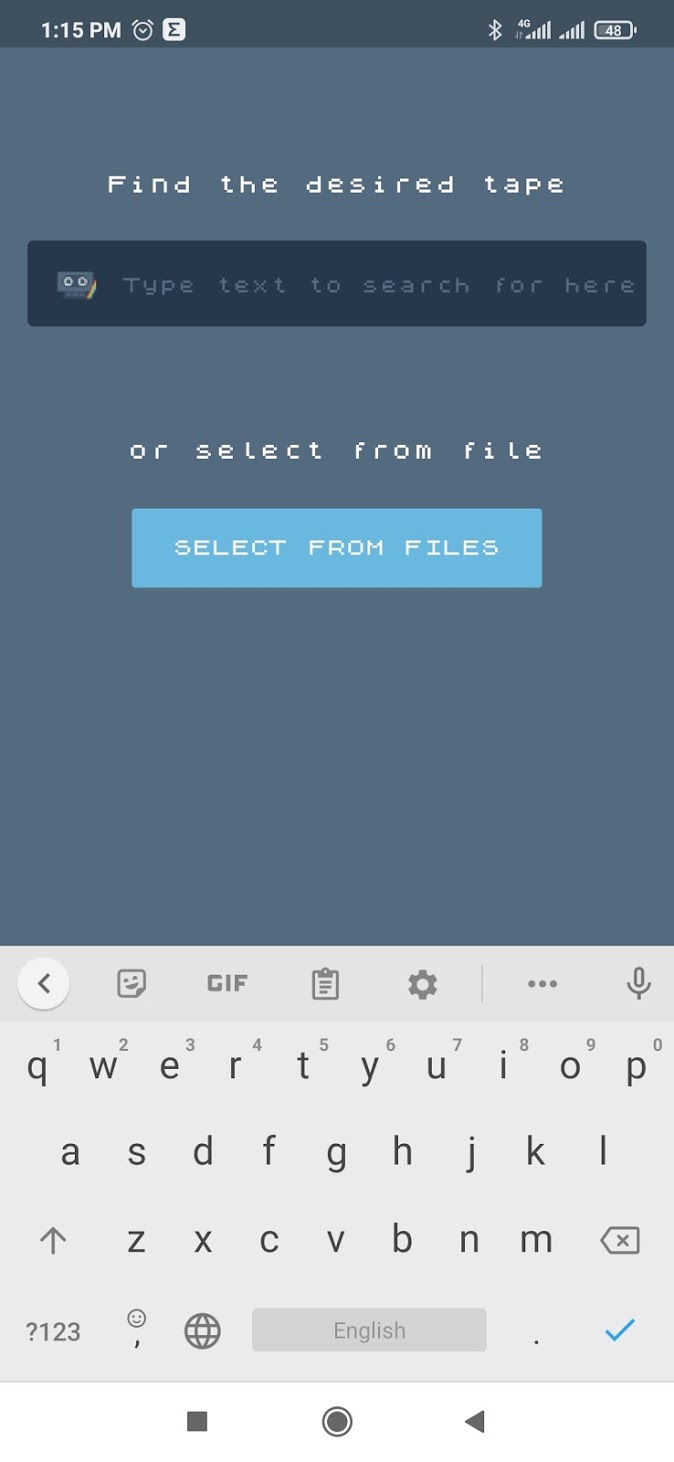 1:15 PM Σ 4G 48
Find the desired tape
Type text to search for here
or select from file
SELECT FROM FILES
GIF
q1 w2 e3 r4 t5 y6 u7 i8 o9 p0
a s d f g h j k l
z x c v b n m
?123 , English .